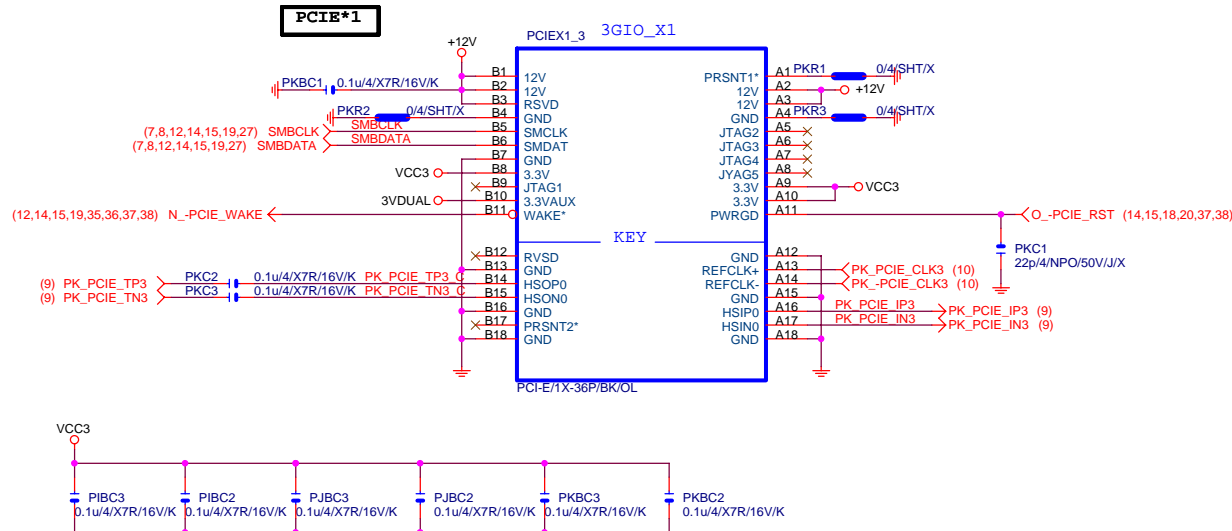 PCIE*1
PCIEX1_3
3GIO_X1
+12V
PKBC1
0.1u/4/X7R/16V/K
PKR2
0/4/SHT/X
(7,8,12,14,15,19,27) SMBCLK
SMBCLK
(7,8,12,14,15,19,27) SMBDATA
SMBDATA
VCC3
3VDUAL
(12,14,15,19,35,36,37,38) N_-PCIE_WAKE
(9) PK_PCIE_TP3
PKC2
0.1u/4/X7R/16V/K
PK_PCIE_TP3_C
(9) PK_PCIE_TN3
PKC3
0.1u/4/X7R/16V/K
PK_PCIE_TN3_C
B1 12V
B2 12V
B3 RSVD
B4 GND
B5 SMCLK
B6 SMDAT
B7 GND
B8 3.3V
B9 JTAG1
B10 3.3VAUX
B11 WAKE*
KEY
B12 RVSD
B13 GND
B14 HSOP0
B15 HSON0
B16 GND
B17 PRSNT2*
B18 GND
PRSNT1* A1
12V A2
12V A3
GND A4
JTAG2 A5
JTAG3 A6
JTAG4 A7
JYAG5 A8
3.3V A9
3.3V A10
PWRGD A11
GND A12
REFCLK+ A13
REFCLK- A14
GND A15
HSIP0 A16
HSIN0 A17
GND A18
PKR1
0/4/SHT/X
+12V
PKR3
0/4/SHT/X
VCC3
O_-PCIE_RST (14,15,18,20,37,38)
PKC1
22p/4/NPO/50V/J/X
PK_PCIE_CLK3 (10)
PK_-PCIE_CLK3 (10)
PK_PCIE_IP3
PK_PCIE_IP3 (9)
PK_PCIE_IN3
PK_PCIE_IN3 (9)
PCI-E/1X-36P/BK/OL
VCC3
PIBC3
0.1u/4/X7R/16V/K
PIBC2
0.1u/4/X7R/16V/K
PJBC3
0.1u/4/X7R/16V/K
PJBC2
0.1u/4/X7R/16V/K
PKBC3
0.1u/4/X7R/16V/K
PKBC2
0.1u/4/X7R/16V/K